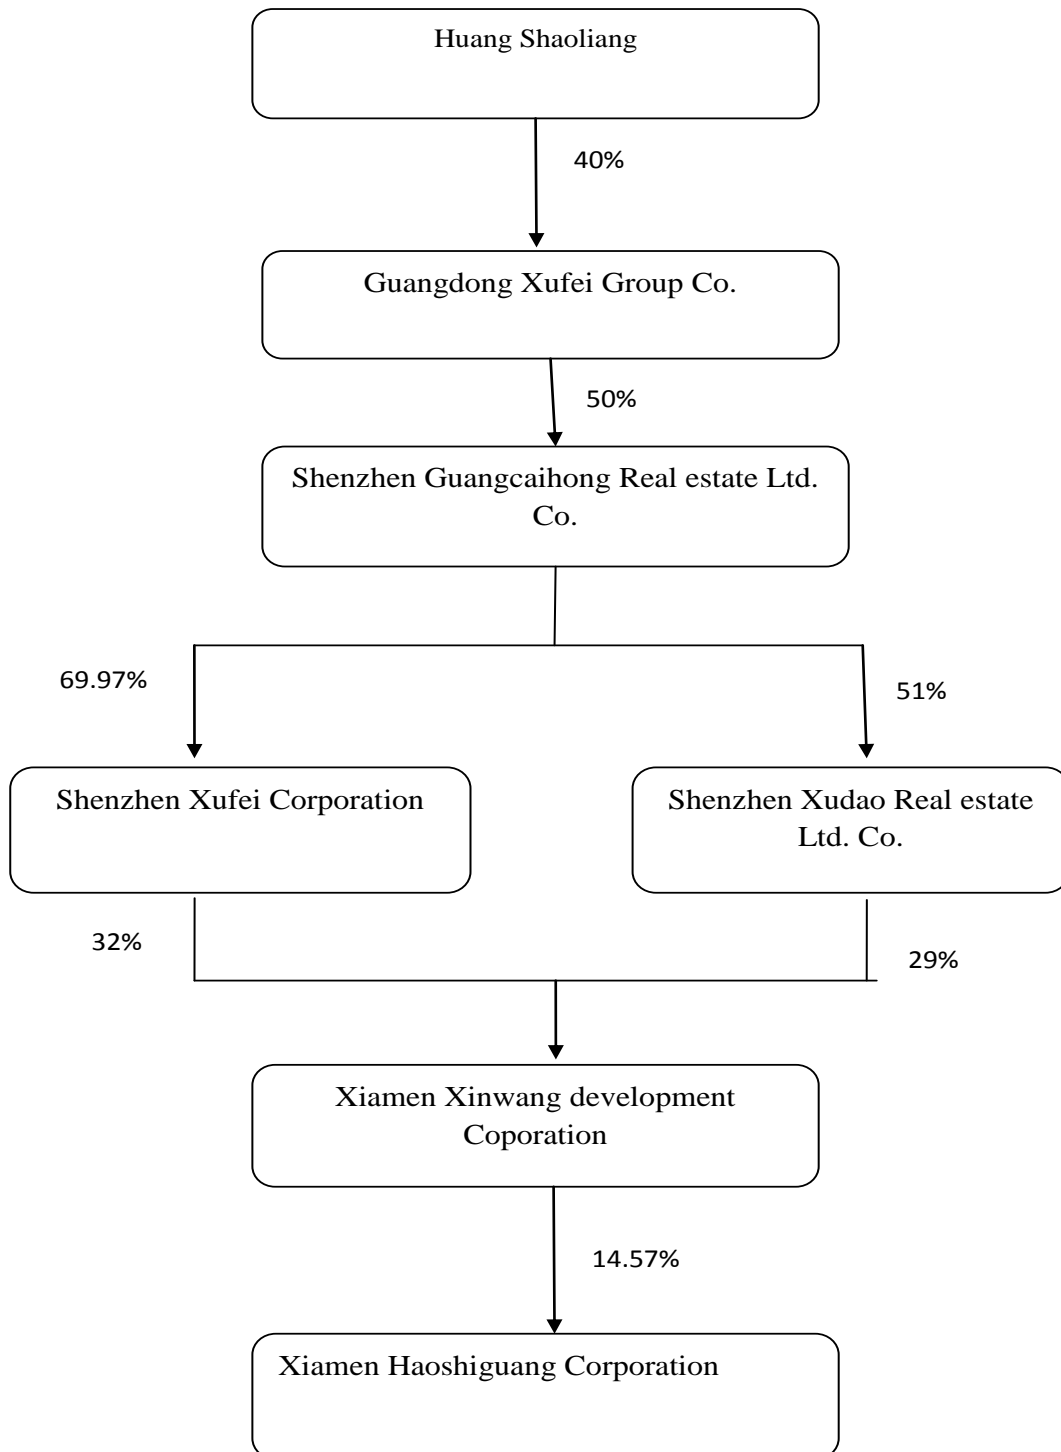 Huang Shaoliang
40%
Guangdong Xufei Group Co.
50%
Shenzhen Guangcaihong Real estate Ltd.
Co.
69.97%
51%
Shenzhen Xufei Corporation
Shenzhen Xudao Real estate
Ltd. Co.
32%
29%
Xiamen Xinwang development
Coporation
14.57%
Xiamen Haoshiguang Corporation